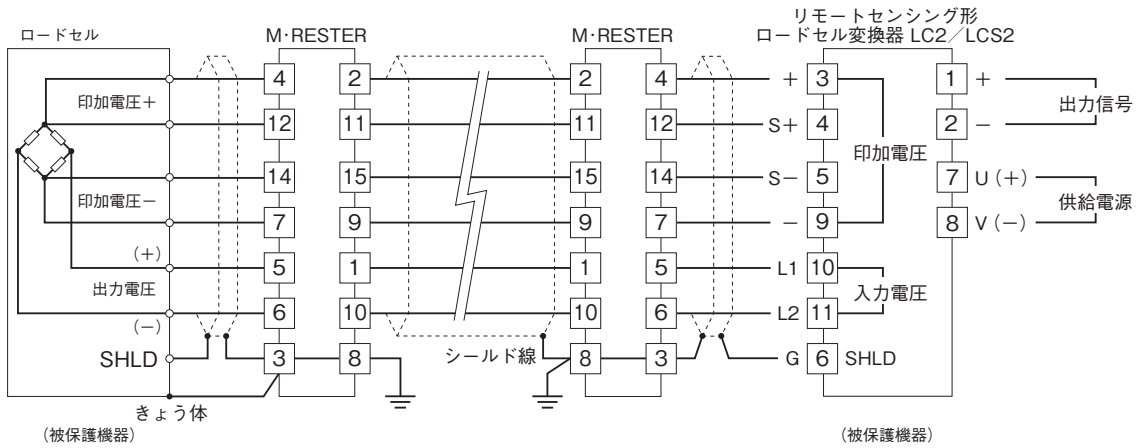 リモートセンシング形
ロードセル M·RESTER M·RESTER ロードセル変換器 LC2／LCS2
4 2 2 4 + 3 1 +
印加電圧＋ 出力信号
12 11 11 12 S+ 4 2 −
印加電圧
14 15 15 14 S− 5 7 U（+）
印加電圧− 供給電源
7 9 9 7 − 9 8 V（−）
(+)
5 1 1 5 L1 10
出力電圧 入力電圧
6 10 10 6 L2 11
(−)
SHLD 3 8 シールド線 8 3 G 6 SHLD
きょう体
(被保護機器) (被保護機器)